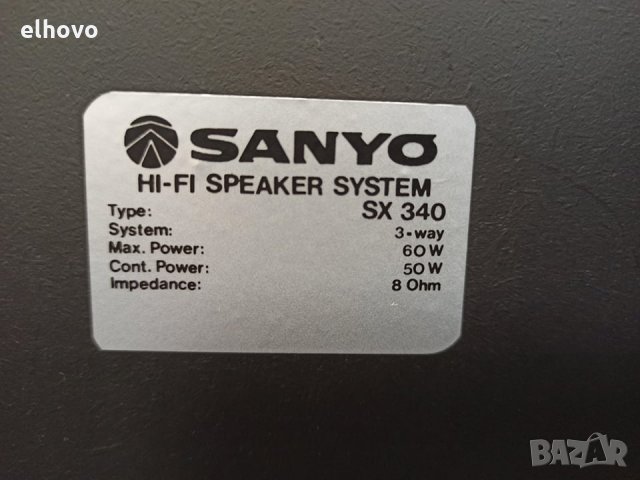 elhovo
SANYO
HI-FI SPEAKER SYSTEM
Type: SX 340
System: 3-way
Max. Power: 60 W
Cont. Power: 50 W
Impedance: 8 Ohm
BAZAR